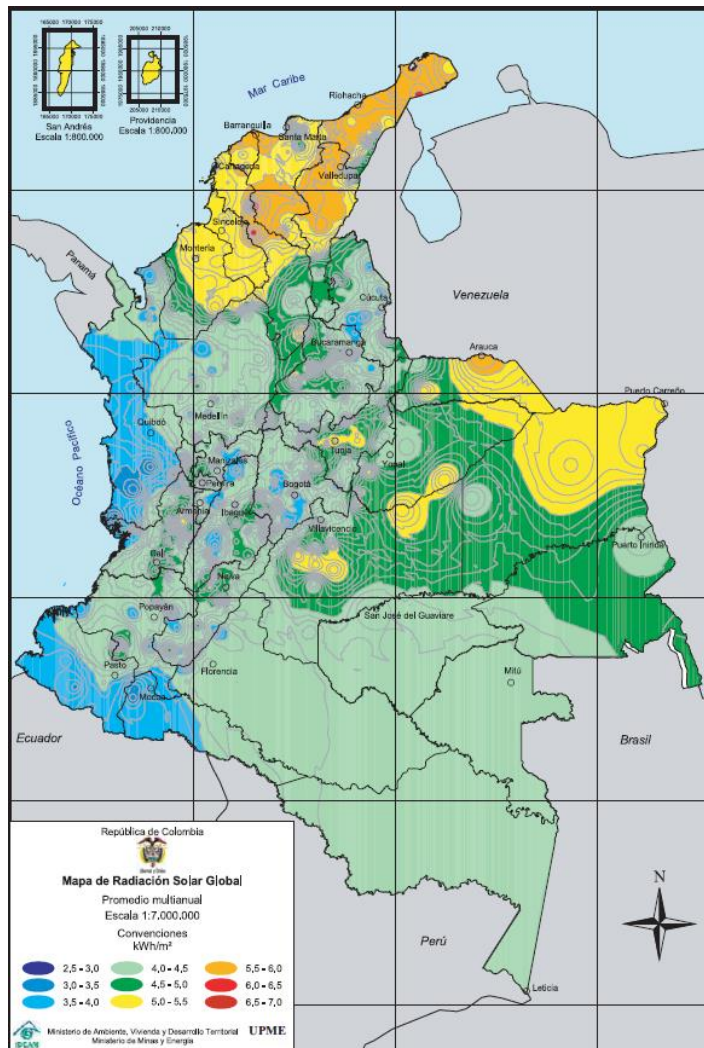 165000 170000 175000
205000 210000
San Andrés
Escala 1:800.000
Providencia
Escala 1:800.000
Mar Caribe
Riohacha
Barranquilla
Santa Marta
Cartagena
Valledupa
Sincelejo
Montería
Panamá
Cúcuta
Venezuela
Bucaramanga
Arauca
Puerto Carreño
Medellín
Quibdó
Océano Pacífico
Tunja
Yopal
Manizales
Pereira
Bogotá
Armenia
Ibagué
Villavicencio
Puerto Inírida
Cali
Neiva
Popayán
San José del Guaviare
Florencia
Mitú
Pasto
Mocoa
Ecuador
Brasil
República de Colombia
Mapa de Radiación Solar Global
Promedio multianual
Escala 1:7.000.000
Convenciones
kWh/m²
2,5 - 3,0 4,0 - 4,5 5,5 - 6,0
3,0 - 3,5 4,5 - 5,0 6,0 - 6,5
3,5 - 4,0 5,0 - 5,5 6,5 - 7,0
N
Perú
Leticia
IDEAM
Ministerio de Ambiente, Vivienda y Desarrollo Territorial
Ministerio de Minas y Energía
UPME